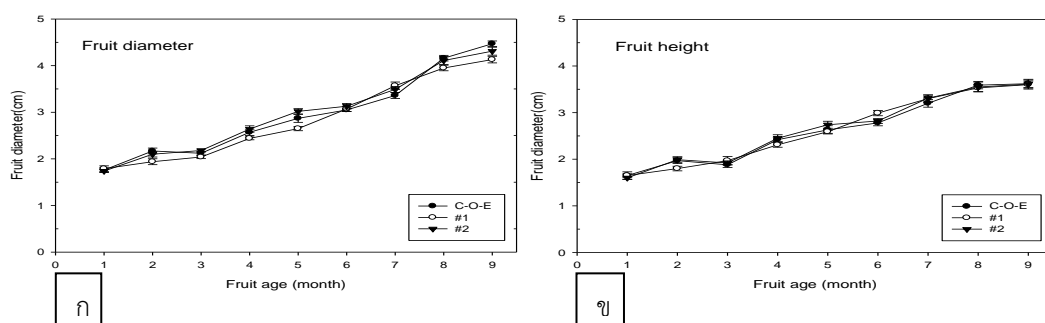 Fruit diameter
Fruit diameter(cm)
5
4
3
2
1
0
C-O-E
#1
#2
0 1 2 3 4 5 6 7 8 9
Fruit age (month)
ก
Fruit height
Fruit diameter(cm)
5
4
3
2
1
0
C-O-E
#1
#2
0 1 2 3 4 5 6 7 8 9
Fruit age (month)
ข